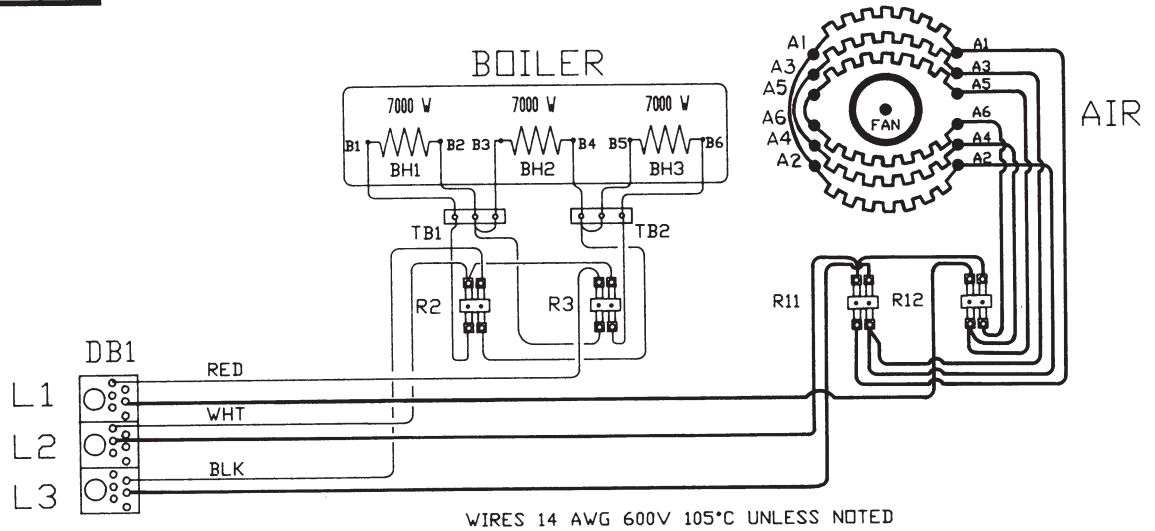 BOILER
7000 W 7000 W 7000 W
B1 B2 B3 B4 B5 B6
BH1 BH2 BH3
TB1 TB2
R2 R3
A1 A1
A3 A3
A5 A5
A6 A6
A4 A4
A2 A2
FAN
AIR
R11 R12
DB1
L1
L2
L3
RED
WHT
BLK
WIRES 14 AWG 600V 105°C UNLESS NOTED